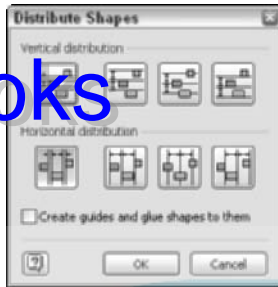 Distribute Shapes
Vertical distribution
oks
Horizontal distribution
Create guides and glue shapes to them
OK
Cancel